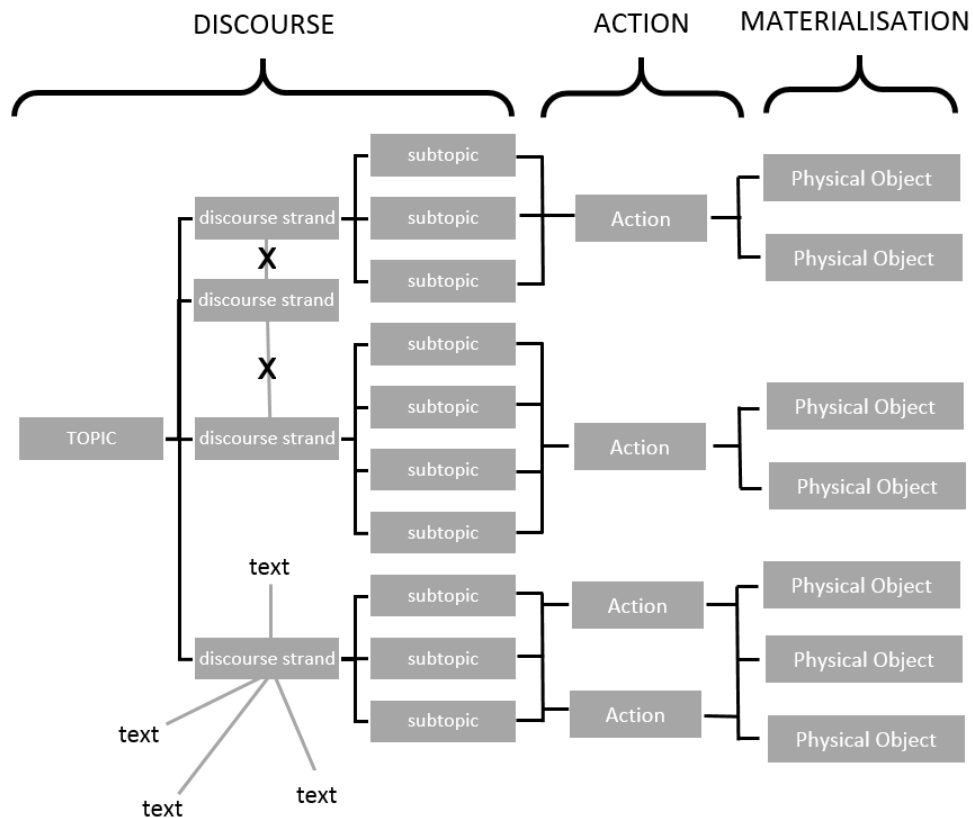 DISCOURSE
ACTION
MATERIALISATION
subtopic
Physical Object
discourse strand
subtopic
Action
Physical Object
X
subtopic
discourse strand
subtopic
X
subtopic
Physical Object
TOPIC
discourse strand
Action
subtopic
Physical Object
subtopic
text
subtopic
Action
Physical Object
discourse strand
subtopic
Physical Object
subtopic
Action
text
Physical Object
text
text